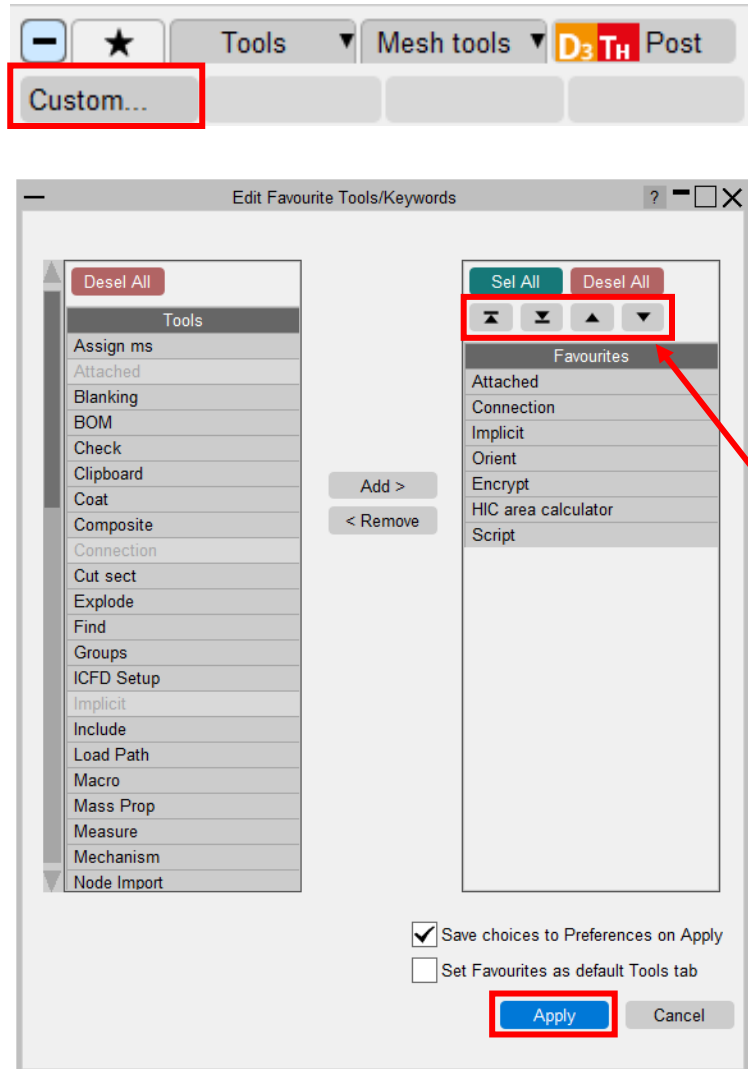 Tools Mesh tools D3 TH Post
Custom...
Edit Favourite Tools/Keywords ?
Desel All
Tools
Assign ms
Attached
Blanking
BOM
Check
Clipboard
Coat
Composite
Connection
Cut sect
Explode
Find
Groups
ICFD Setup
Implicit
Include
Load Path
Macro
Mass Prop
Measure
Mechanism
Node Import
Add >
< Remove
Sel All Desel All
Favourites
Attached
Connection
Implicit
Orient
Encrypt
HIC area calculator
Script
Save choices to Preferences on Apply
Set Favourites as default Tools tab
Apply Cancel